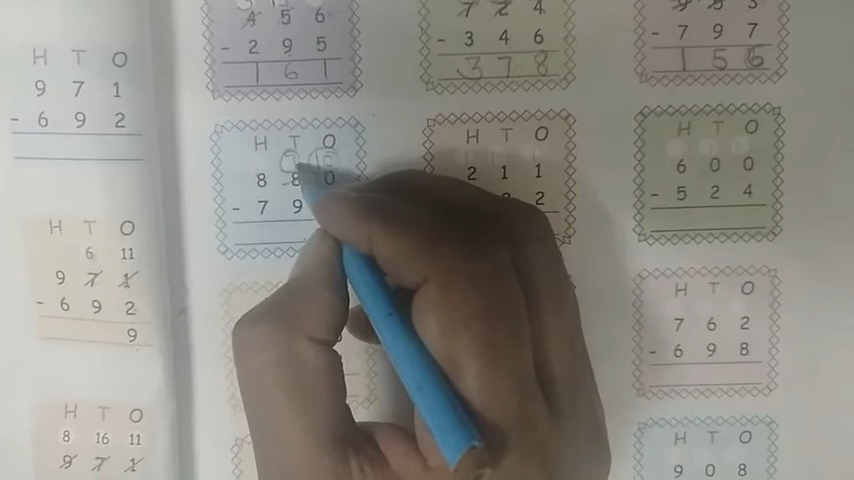 H T O
9 7 1
- 6 9 2
H T O
6 11
9 7 1
- 6 9 2
9
H T O
8 16 11
9 7 1
4 5 6
- 2 9 5
1 6 1
7 2 4
- 3 4 6
3 7 8
3
- 7 9 7
1 5 6
H T O
8 8 0
- 7 9
H T O
2 1 1
2
H T O
6 0 0
- 5 2 4
H T O
7 6 2
- 6 9 8
H T O
9 0 8